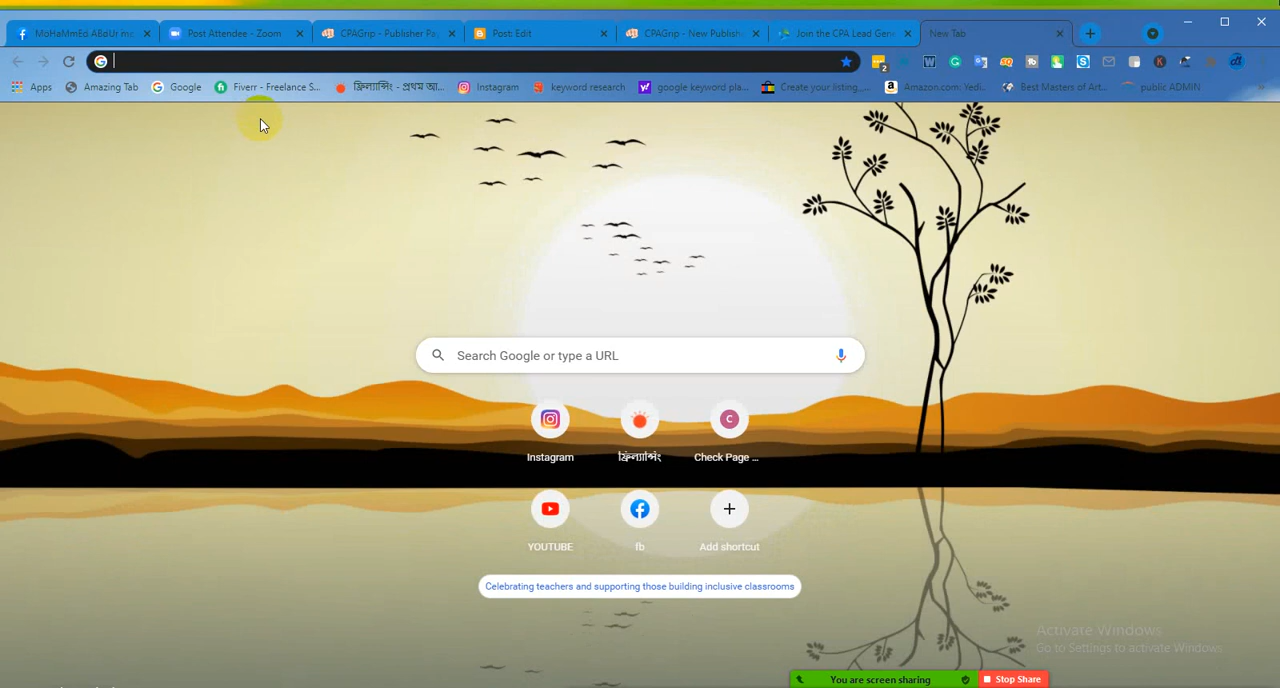 MoHaMmEd ABdUr
Post Attendee - Zoom
CPAGrip - Publisher Pa
Post: Edit
CPAGrip - New Publish
Join the CPA Lead Gen
New Tab
Apps
Amazing Tab
Google
Fiverr - Freelance S...
ফ্রিল্যান্সিং - প্রথম আ...
Instagram
keyword research
google keyword pla...
Create your listing,...
Amazon.com: Yedi...
Best Masters of Art...
public ADMIN
Search Google or type a URL
Instagram
ফ্রিল্যান্সিং
Check Page ...
YOUTUBE
fb
Add shortcut
Celebrating teachers and supporting those building inclusive classrooms
Activate Windows
Go to Settings to activate Windows.
You are screen sharing
Stop Share